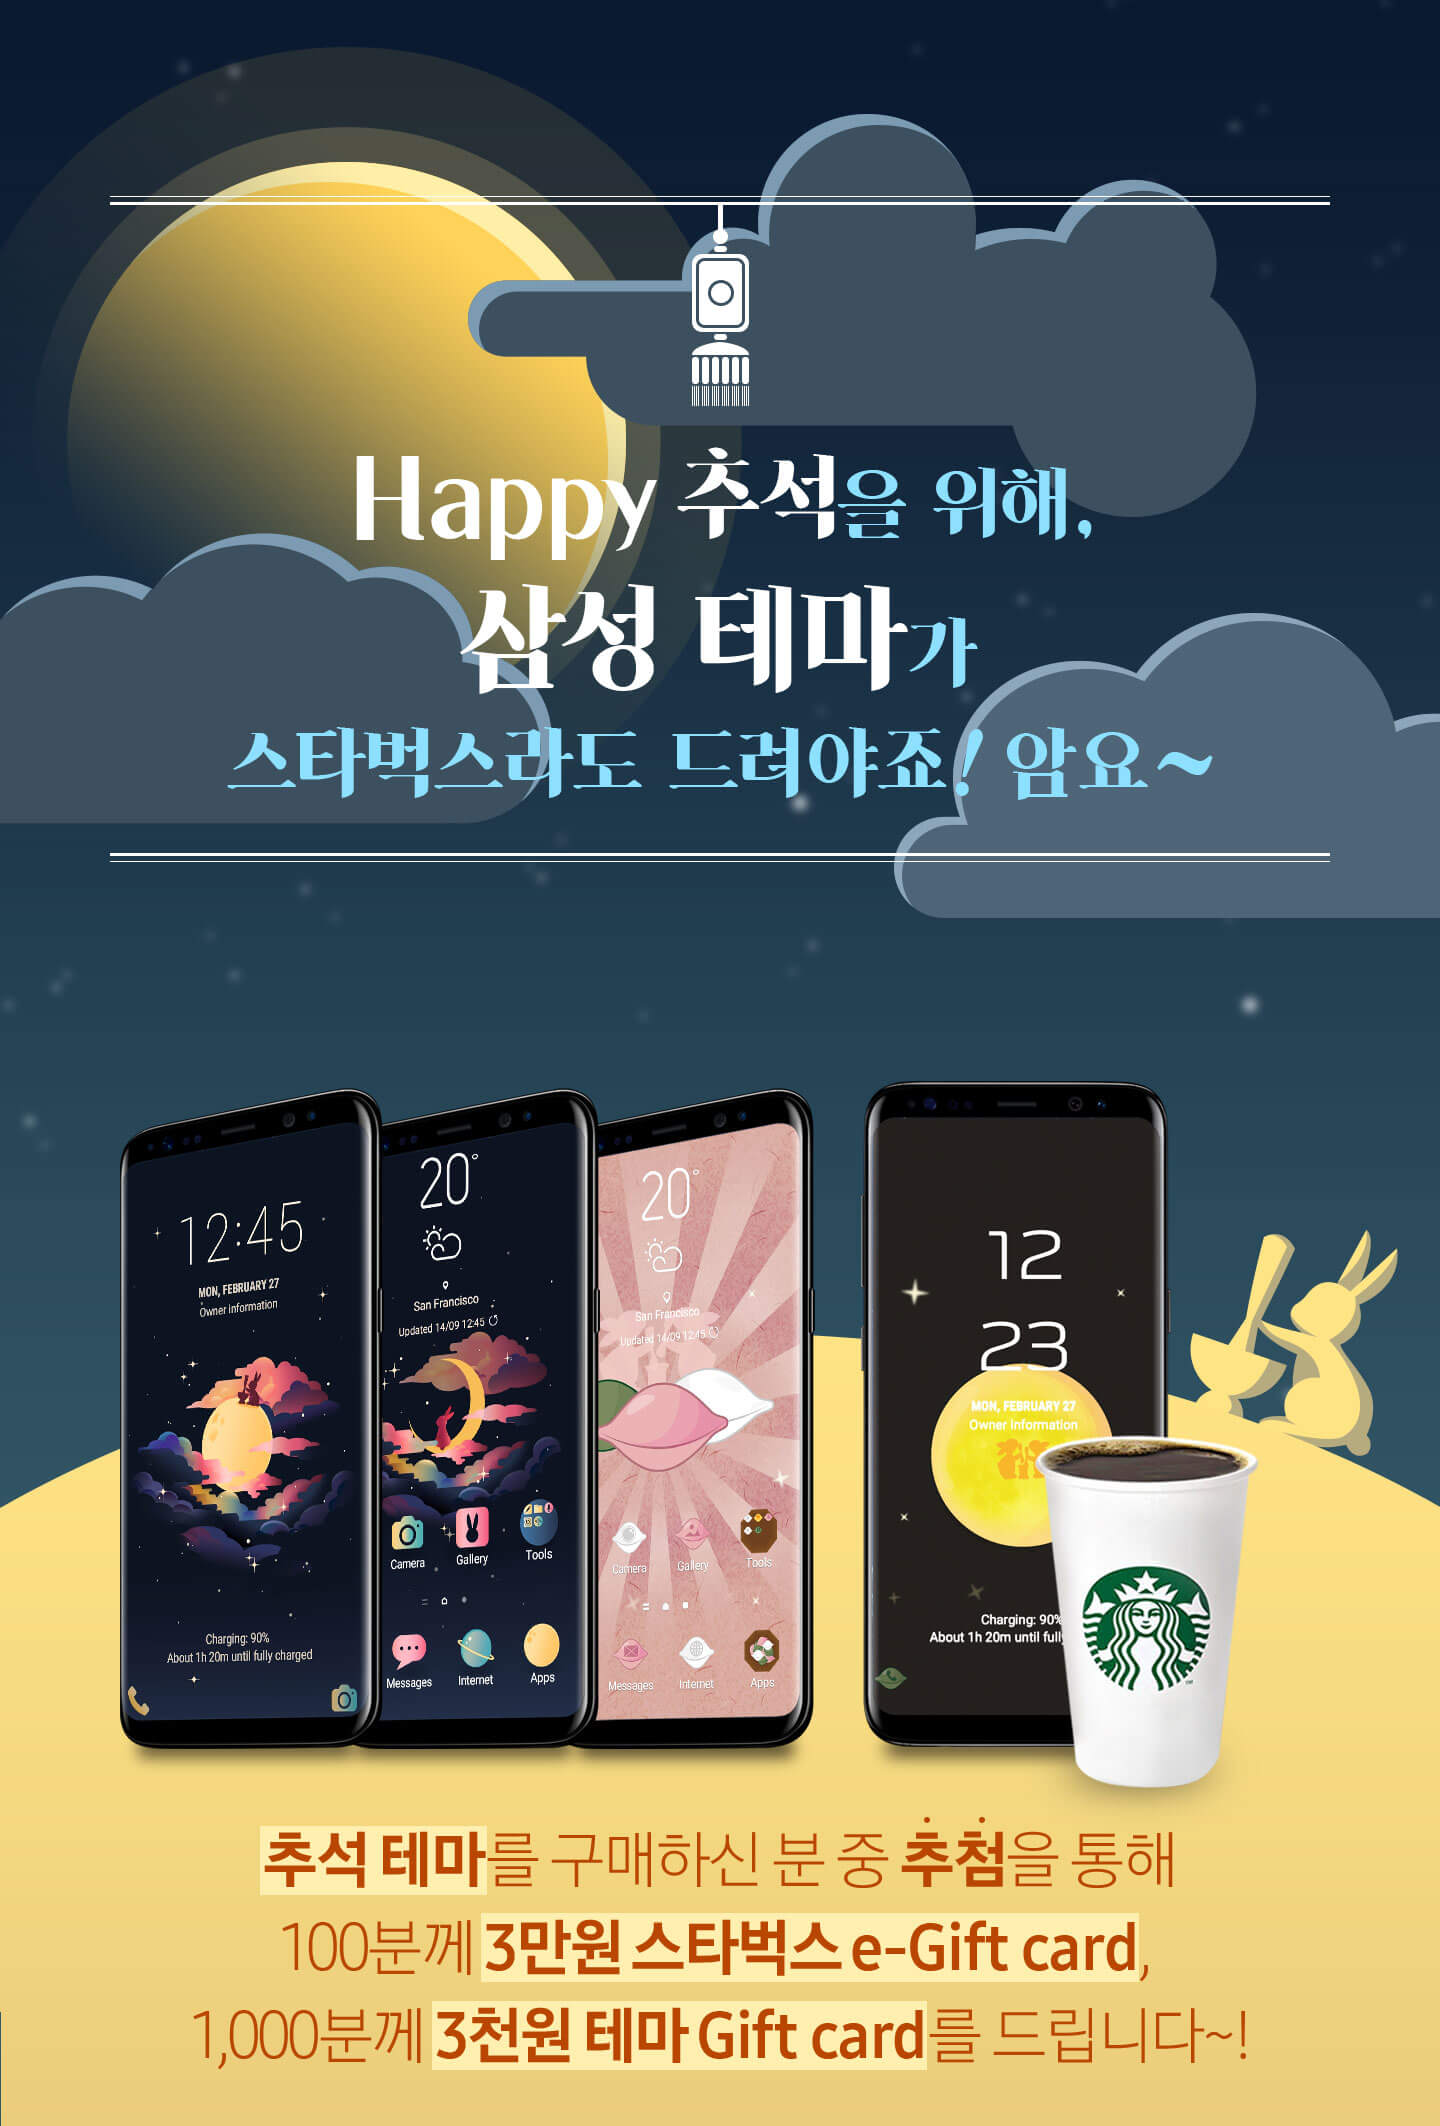 Happy 추석을 위해,
삼성 테마가
스타벅스라도 드려야죠! 암요~
12:45
MON, FEBRUARY 27
Owner information
Charging: 90%
About 1h 20m until fully charged
20°
San Francisco
Updated 14/09 12:45
Camera
Gallery
Tools
Messages
Internet
Apps
20°
San Francisco
Updated 14/09 12:45
Camera
Gallery
Tools
Messages
Internet
Apps
12
23
MON, FEBRUARY 27
Owner information
Charging: 90%
About 1h 20m until fully
추석 테마를 구매하신 분 중 추첨을 통해
100분께 3만원 스타벅스 e-Gift card,
1,000분께 3천원 테마 Gift card를 드립니다~!